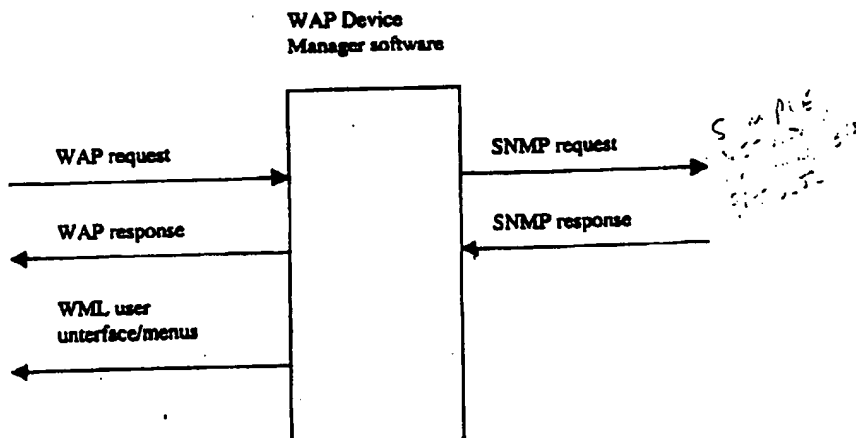 WAP Device
Manager software
WAP request
SNMP request
WAP response
SNMP response
WML user
unterface/menus